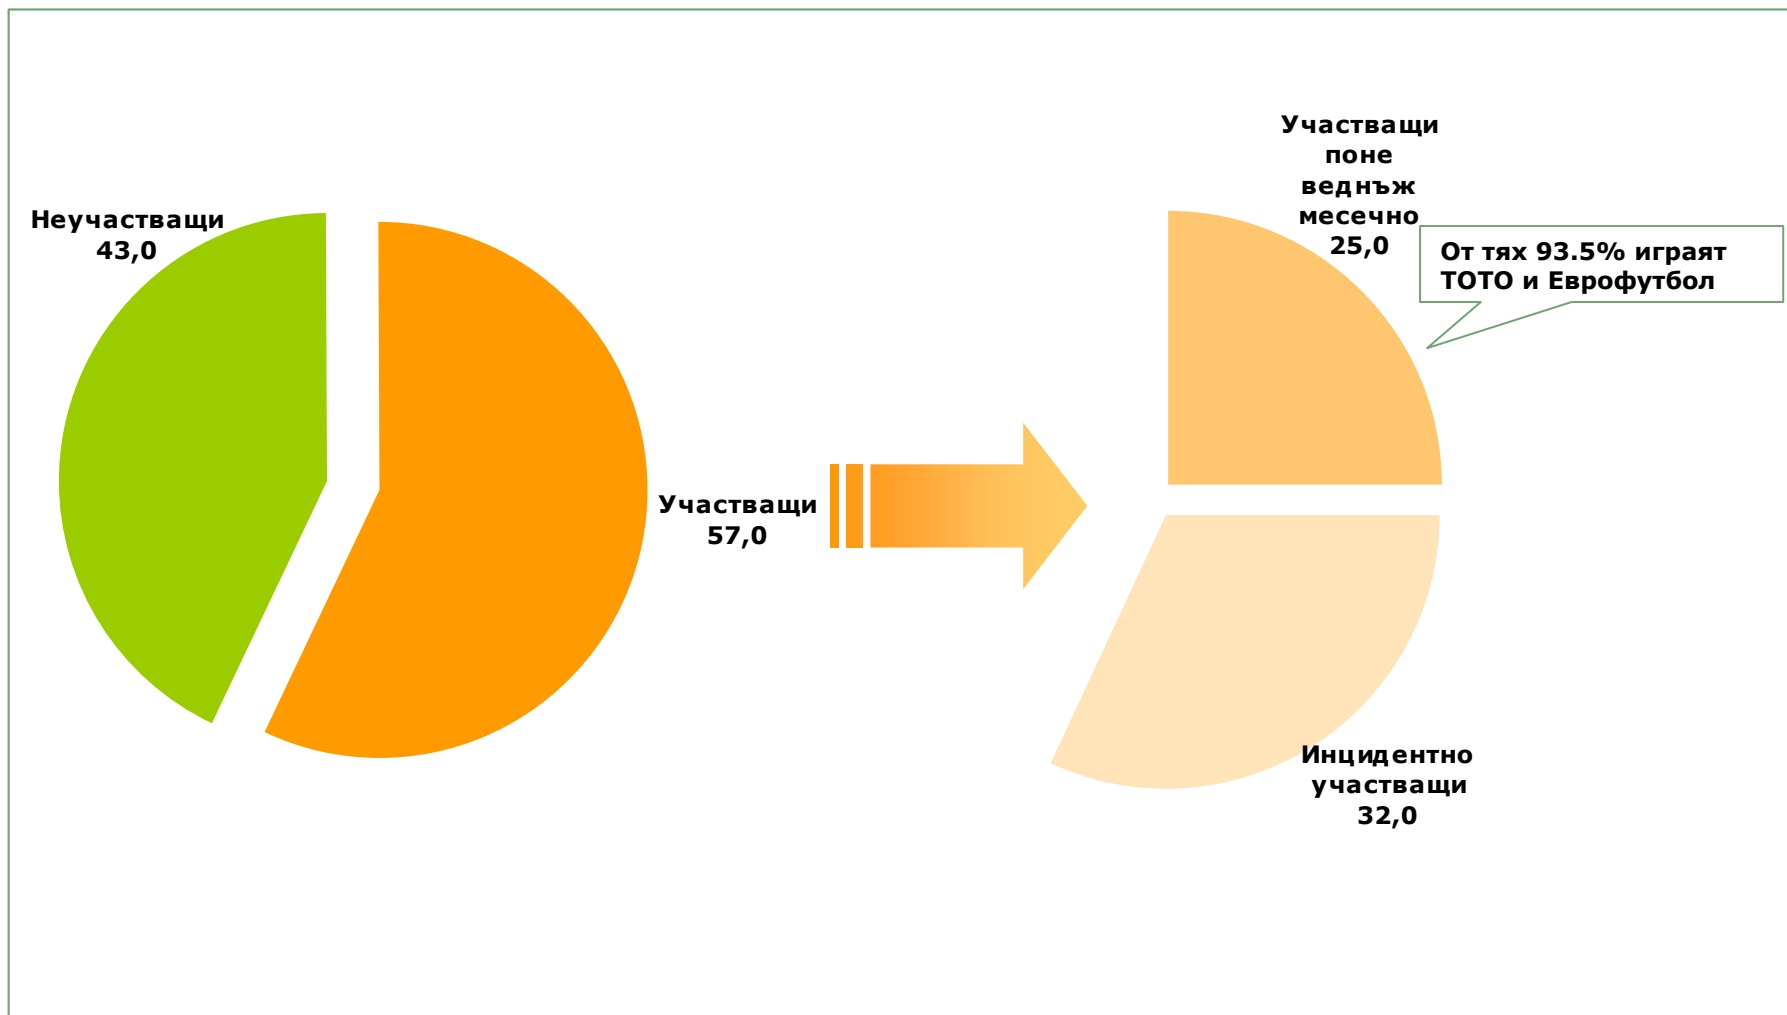 Неучастващи
43,0
Участващи
57,0
Участващи
поне
веднъж
месечно
25,0
От тях 93.5% играят
ТОТО и Еврофутбол
Инцидентно
участващи
32,0